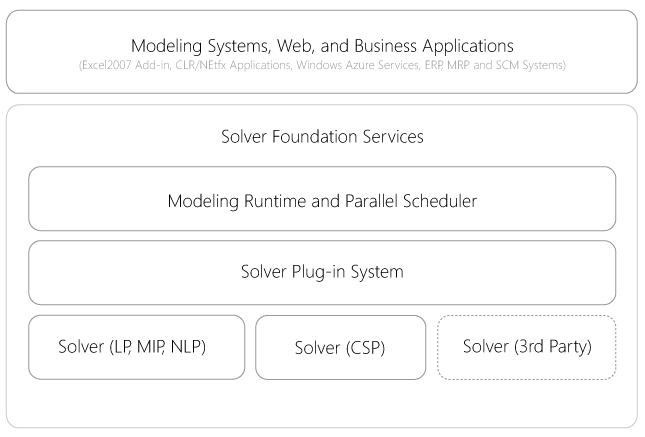 Modeling Systems, Web, and Business Applications
(Excel2007 Add-in, CLR/NEtfx Applications, Windows Azure Services, ERP, MRP and SCM Systems)
Solver Foundation Services
Modeling Runtime and Parallel Scheduler
Solver Plug-in System
Solver (LP, MIP, NLP)
Solver (CSP)
Solver (3rd Party)